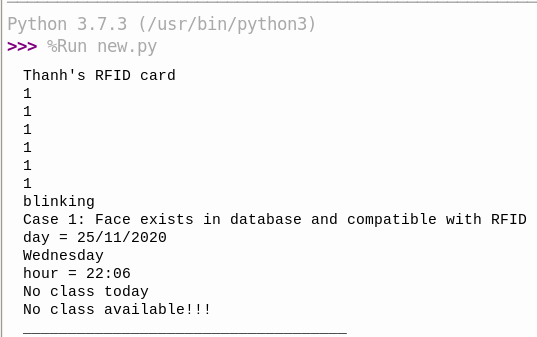 Python 3.7.3 (/usr/bin/python3)
>>> %Run new.py
Thanh's RFID card
1
1
1
1
1
1
blinking
Case 1: Face exists in database and compatible with RFID
day = 25/11/2020
Wednesday
hour = 22:06
No class today
No class available!!!
____________________________________